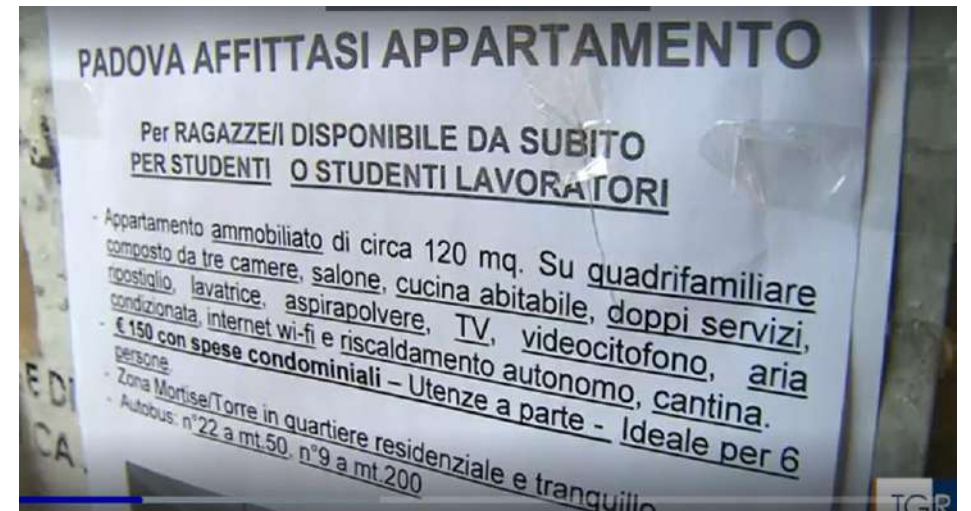 PADOVA AFFITTASI APPARTAMENTO
Per RAGAZZE/I DISPONIBILE DA SUBITO
PER STUDENTI O STUDENTI LAVORATORI
- Appartamento ammobiliato di circa 120 mq. Su quadrifamiliare
composto da tre camere, salone, cucina abitabile, doppi servizi,
ripostiglio, lavatrice, aspirapolvere, TV, videocitofono, aria
condizionata, internet wi-fi e riscaldamento autonomo, cantina.
- € 150 con spese condominiali – Utenze a parte - Ideale per 6
persone.
- Zona Mortise/Torre in quartiere residenziale e tranquillo
- Autobus: n°22 a mt.50, n°9 a mt.200
E DI
CA.
TGR